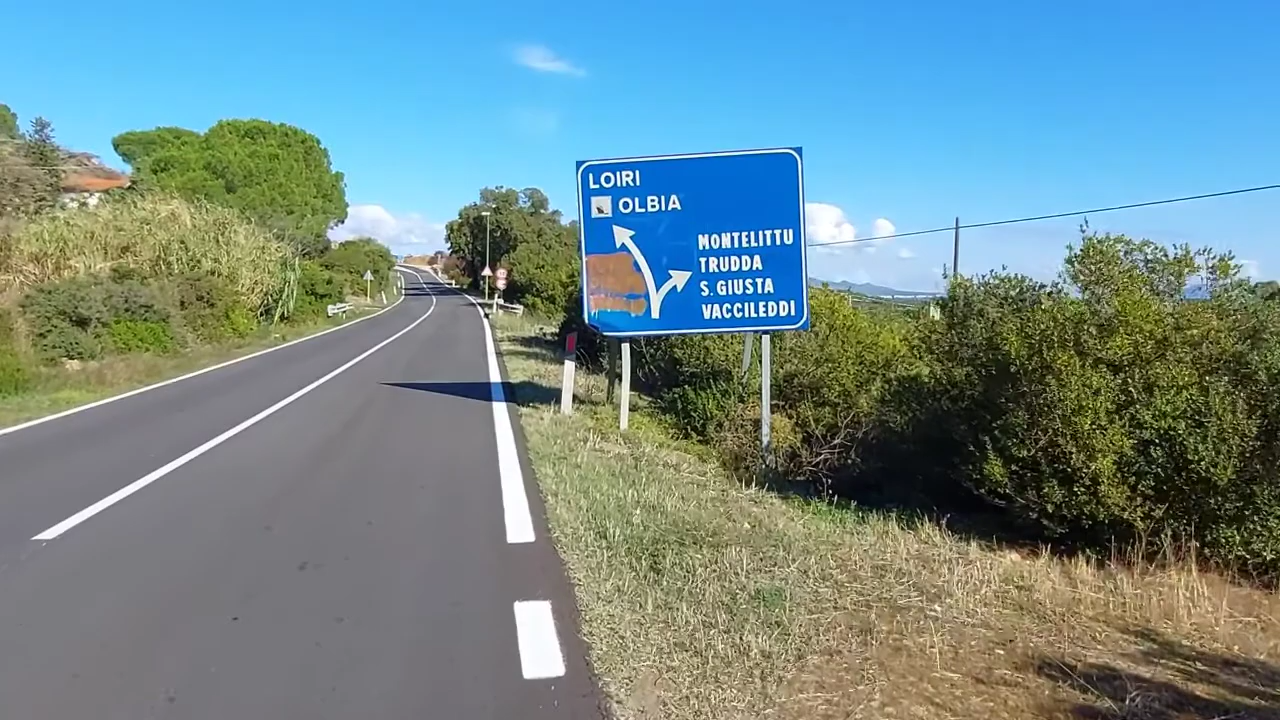 LOIRI
OLBIA
MONTELITTU
TRUDDA
S. GIUSTA
VACCILEDDI